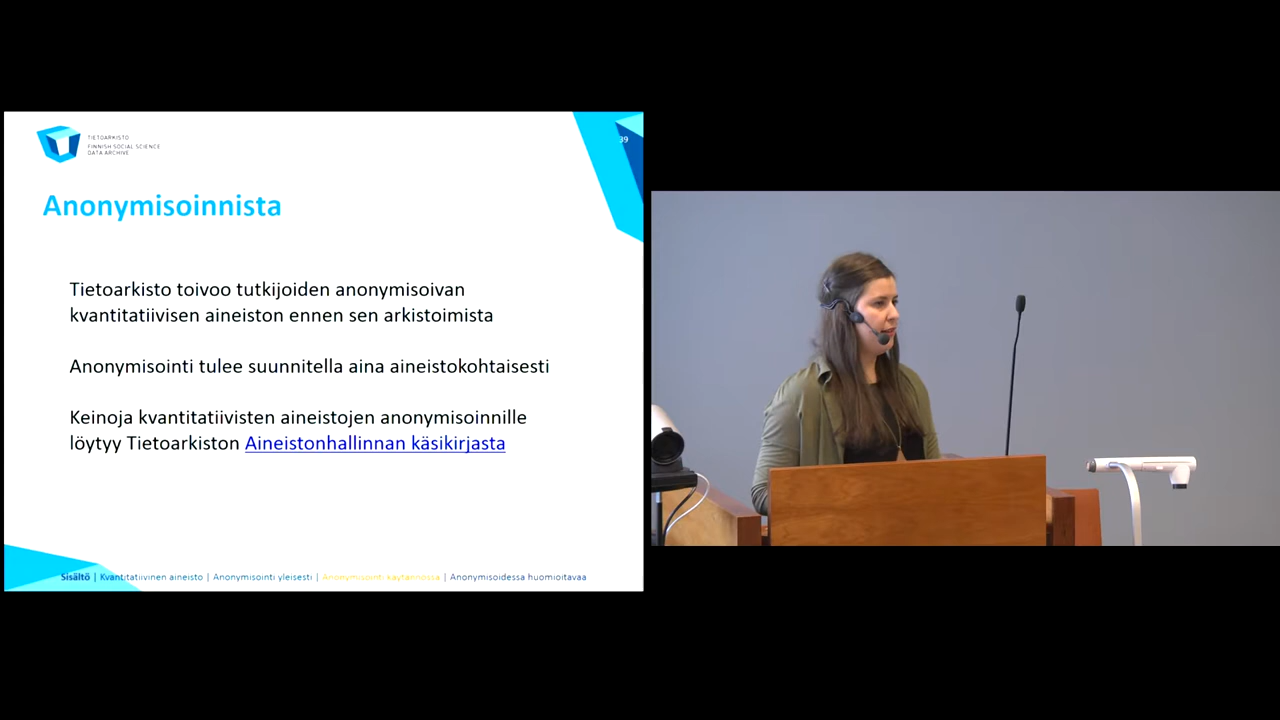 TIETOARKISTO
FINNISH SOCIAL SCIENCE
DATA ARCHIVE
39
Anonymisoinnista
Tietoarkisto toivoo tutkijoiden anonymisoivan
kvantitatiivisen aineiston ennen sen arkistoimista
Anonymisointi tulee suunnitella aina aineistokohtaisesti
Keinoja kvantitatiivisten aineistojen anonymisoinnille
löytyy Tietoarkiston Aineistonhallinnan käsikirjasta
Sisältö | Kvantitatiivinen aineisto | Anonymisointi yleisesti | Anonymisointi käytännössä | Anonymisoidessa huomioitavaa